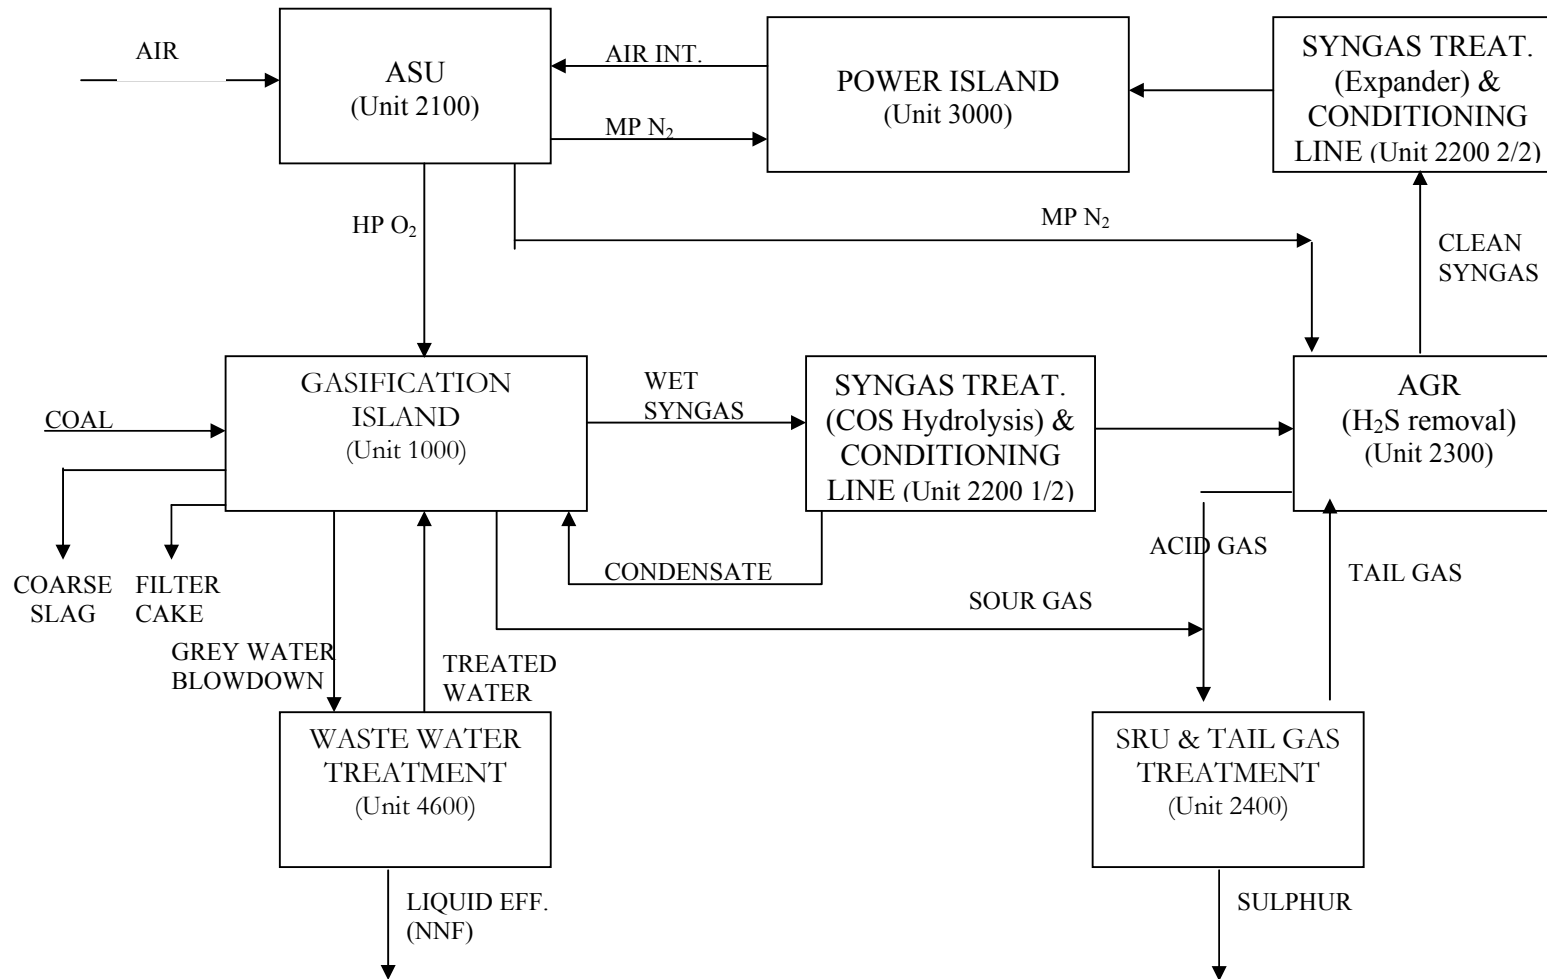 AIR
ASU
(Unit 2100)
AIR INT.
MP N₂
POWER ISLAND
(Unit 3000)
SYNGAS TREAT.
(Expander) &
CONDITIONING
LINE (Unit 2200 2/2)
HP O₂
MP N₂
CLEAN
SYNGAS
COAL
GASIFICATION
ISLAND
(Unit 1000)
WET
SYNGAS
SYNGAS TREAT.
(COS Hydrolysis) &
CONDITIONING
LINE (Unit 2200 1/2)
AGR
(H₂S removal)
(Unit 2300)
COARSE
SLAG
FILTER
CAKE
CONDENSATE
SOUR GAS
ACID GAS
TAIL GAS
GREY WATER
BLOWDOWN
TREATED
WATER
WASTE WATER
TREATMENT
(Unit 4600)
SRU & TAIL GAS
TREATMENT
(Unit 2400)
LIQUID EFF.
(NNF)
SULPHUR